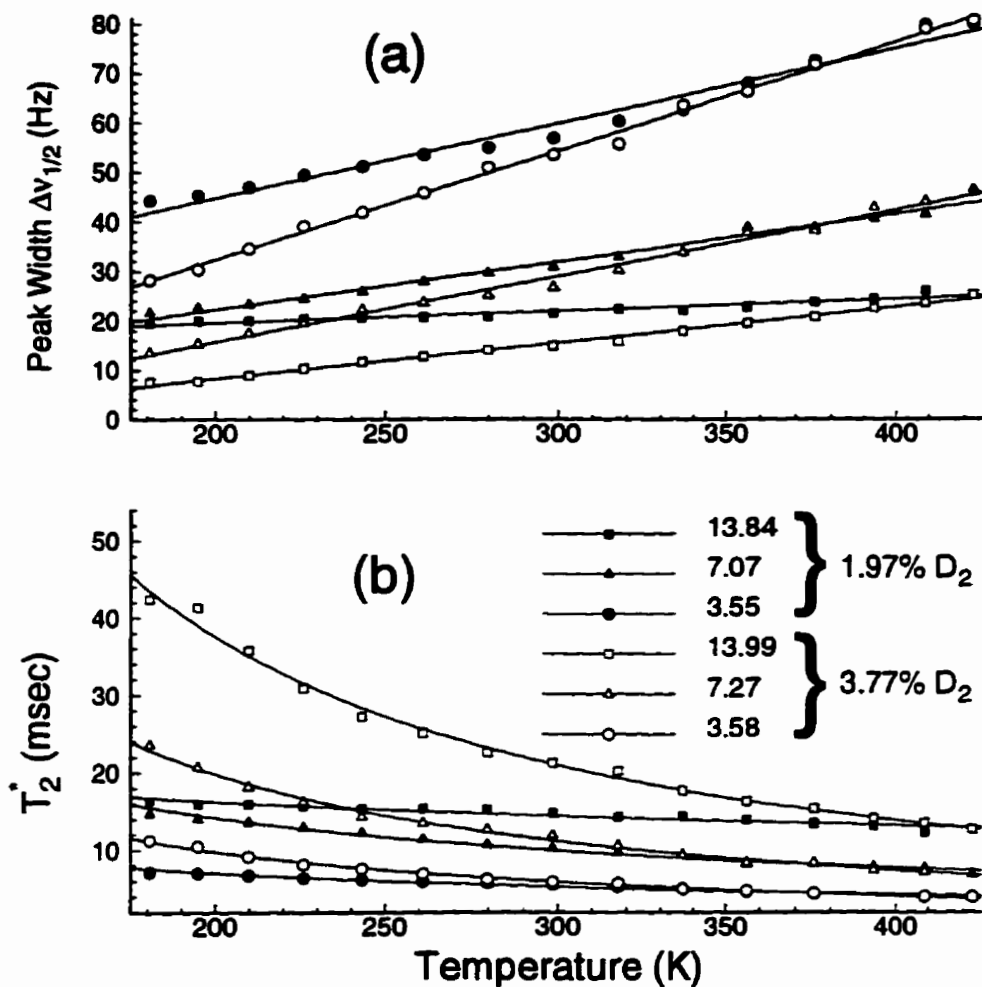 80
70
60
50
40
30
20
10
0
Peak Width Δν1/2 (Hz)
(a)
200 250 300 350 400
50
40
30
20
10
T2* (msec)
(b)
13.84
7.07
3.55
1.97% D2
13.99
7.27
3.58
3.77% D2
200 250 300 350 400
Temperature (K)